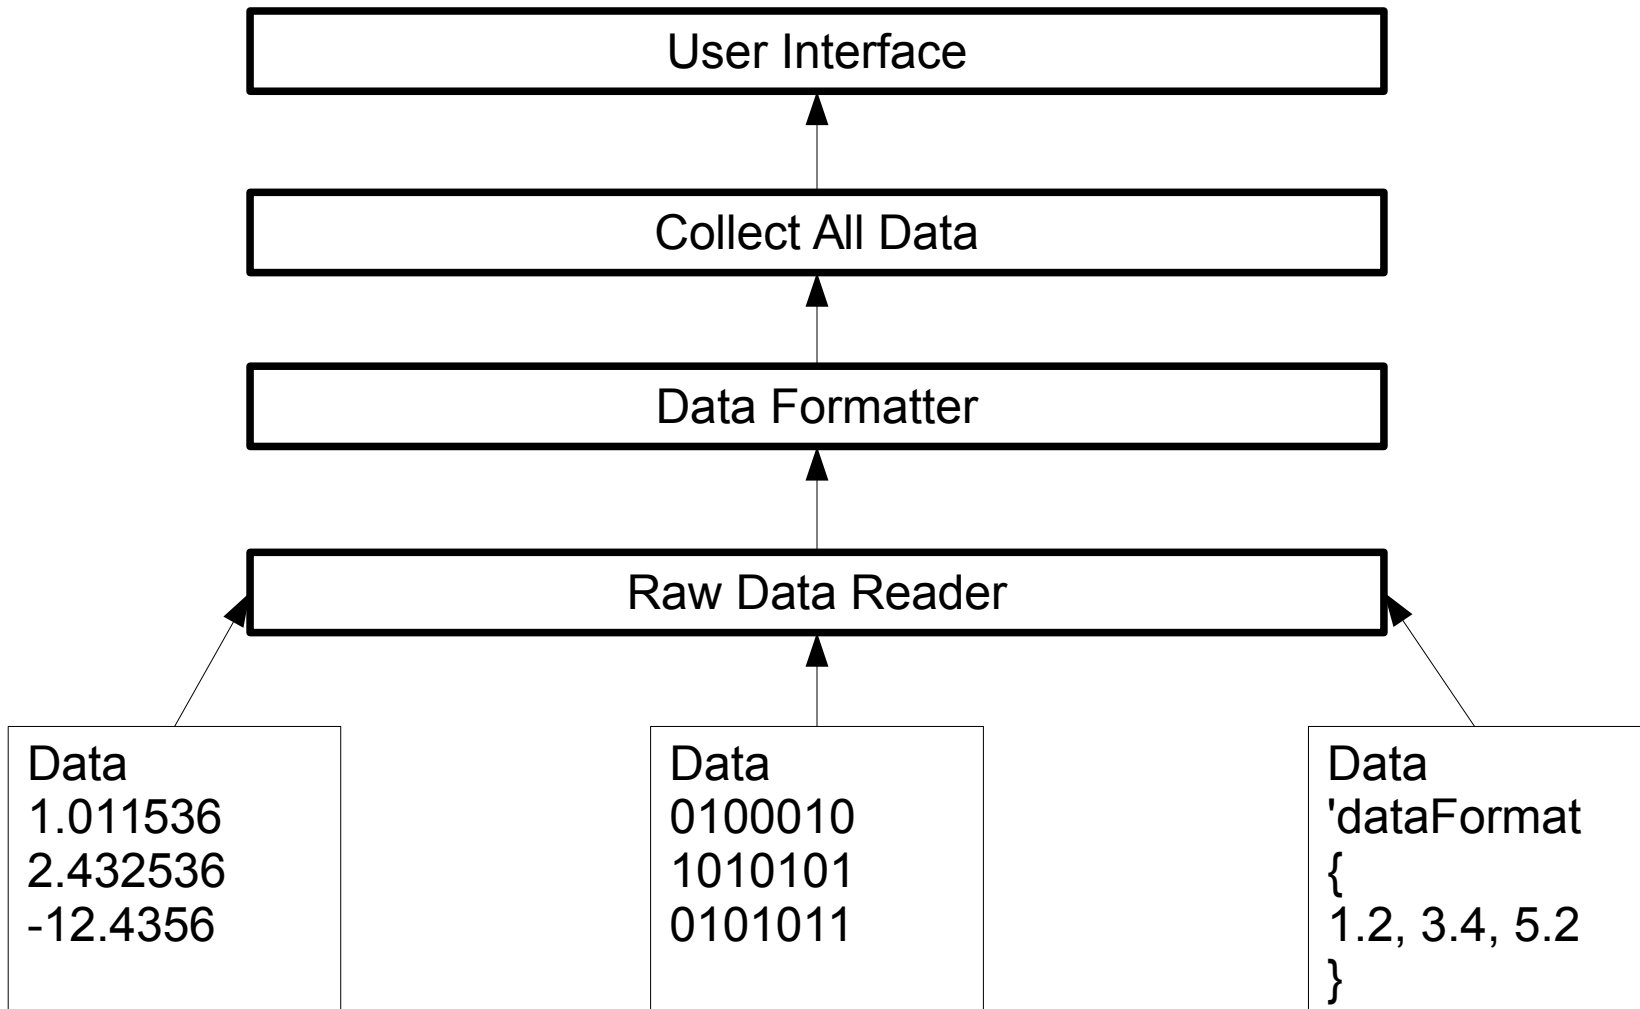 User Interface
Collect All Data
Data Formatter
Raw Data Reader
Data
1.011536
2.432536
-12.4356
Data
0100010
1010101
0101011
Data
'dataFormat
{
1.2, 3.4, 5.2
}